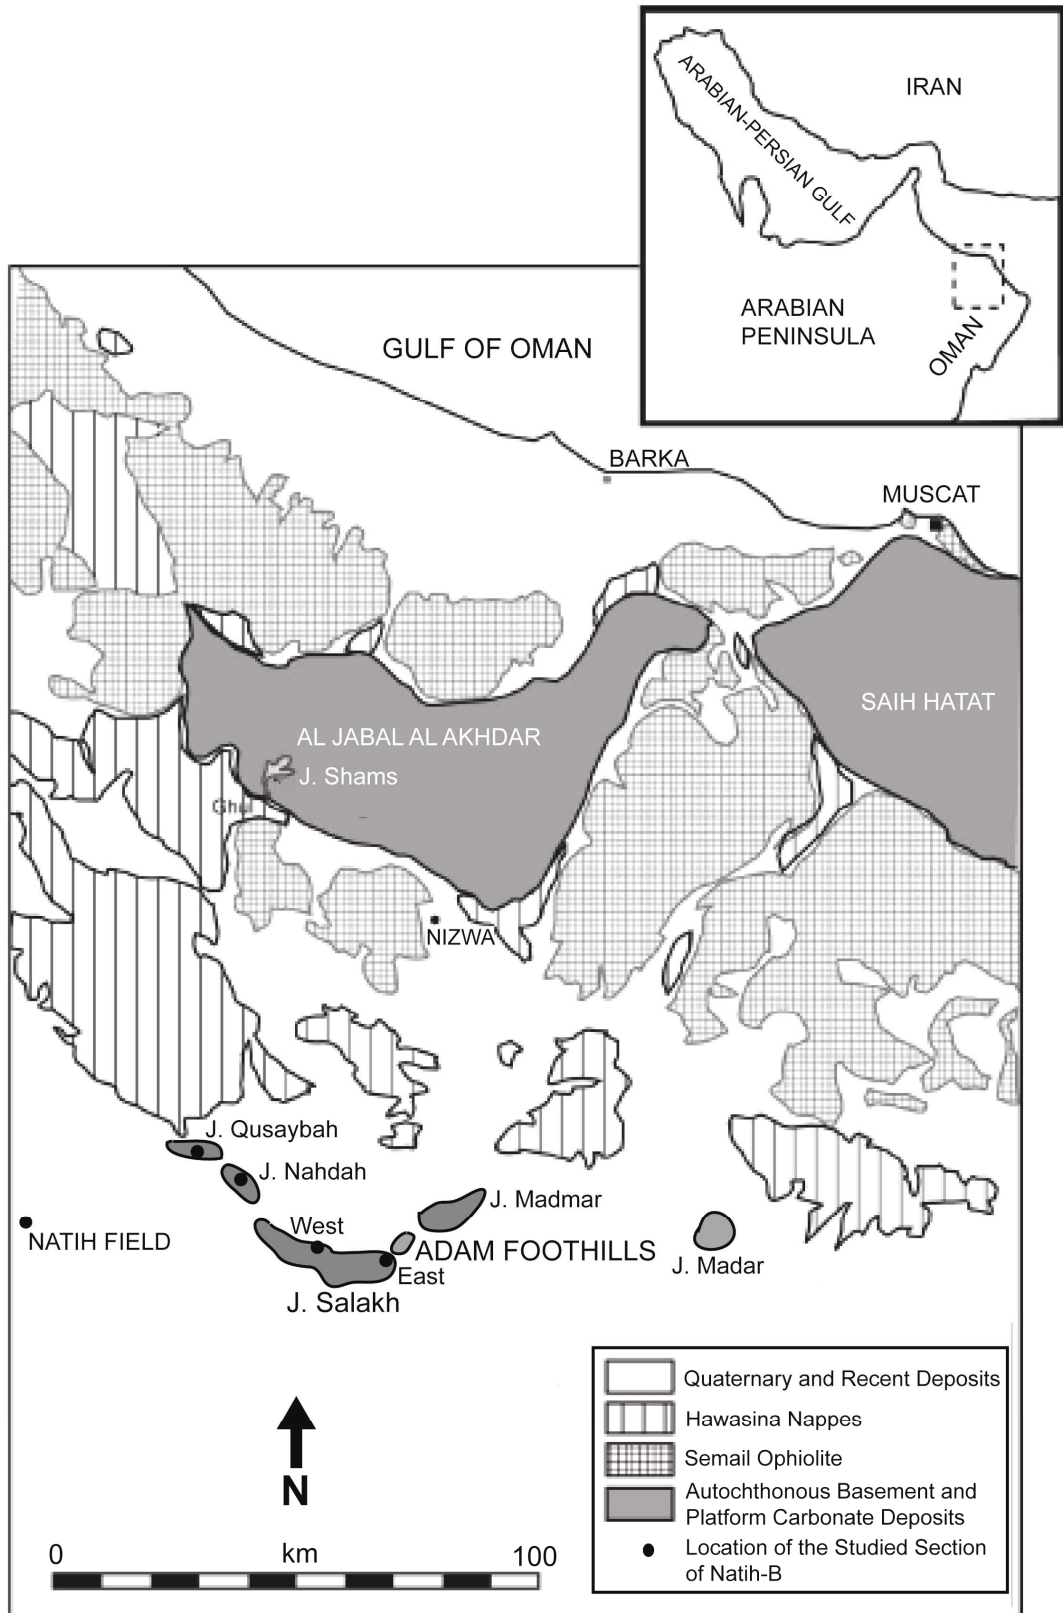 ARABIAN-PERSIAN GULF
IRAN
ARABIAN
PENINSULA
OMAN
GULF OF OMAN
BARKA
MUSCAT
SAIH HATAT
AL JABAL AL AKHDAR
J. Shams
Ghul
NIZWA
J. Qusaybah
J. Nahdah
J. Madmar
West
NATIH FIELD
ADAM FOOTHILLS
J. Madar
East
J. Salakh
Quaternary and Recent Deposits
Hawasina Nappes
Semail Ophiolite
Autochthonous Basement and
Platform Carbonate Deposits
Location of the Studied Section
of Natih-B
N
0 km 100